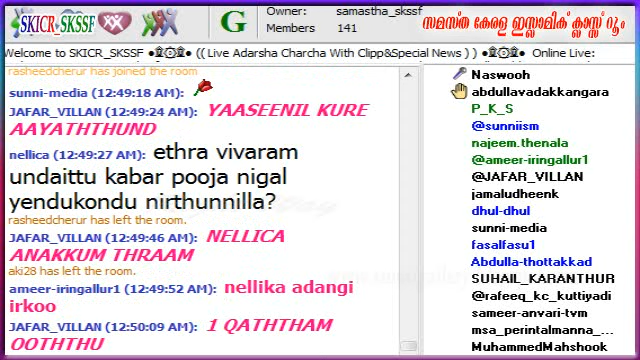 SKICR SKSSF
G
Owner: samastha_skssf
Members 141
സമസ്ത കേരള ഇസ്ലാമിക് ക്ലാസ്സ് റൂം
Welcome to SKICR_SKSSF (( Live Adarsha Charcha With Clipp&Special News ) ) Online Live:
rasheedcherur has joined the room
sunni-media (12:49:18 AM):
JAFAR_VILLAN (12:49:24 AM): YAASEENIL KURE
AAYATHTHUND
nellica (12:49:27 AM): ethra vivaram
undaittu kabar pooja nigal
yendukondu nirthunnilla?
rasheedcherur has left the room.
JAFAR_VILLAN (12:49:46 AM): NELLICA
ANAKKUM THRAAM
aki28 has left the room.
ameer-iringallur1 (12:49:52 AM): nellika adangi
irkoo
JAFAR_VILLAN (12:50:09 AM): 1 QATHTHAM
OOTHTHU
Naswooh
abdullavadakkangara
P_K_S
@sunniism
najeem.thenala
@ameer-iringallur1
@JAFAR_VILLAN
jamaludheenk
dhul-dhul
sunni-media
fasalfasu1
Abdulla-thottakkad
SUHAIL_KARANTHUR
@rafeeq_kc_kuttiyadi
sameer-anvari-tvm
msa_perintalmanna_...
MuhammedMahshook